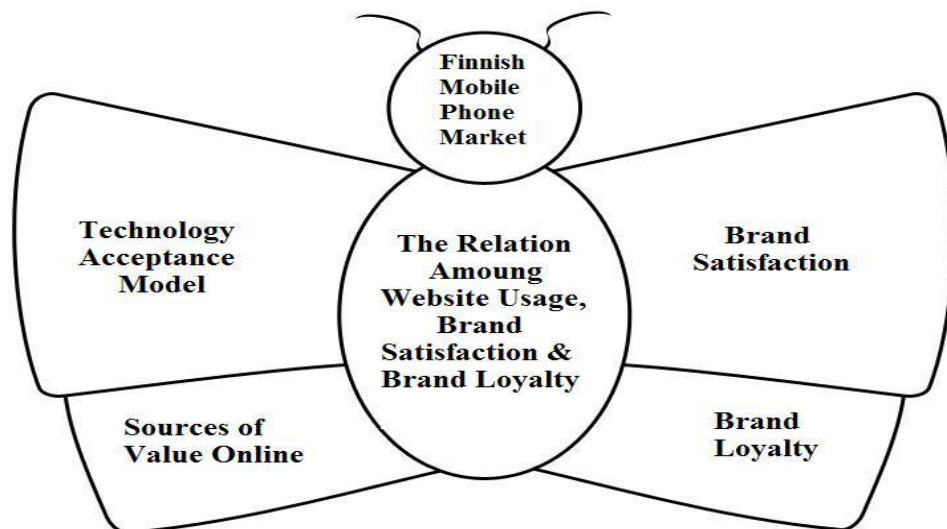 Finnish
Mobile
Phone
Market
Technology
Acceptance
Model
The Relation
Amoung
Website Usage,
Brand
Satisfaction &
Brand Loyalty
Brand
Satisfaction
Sources of
Value Online
Brand
Loyalty